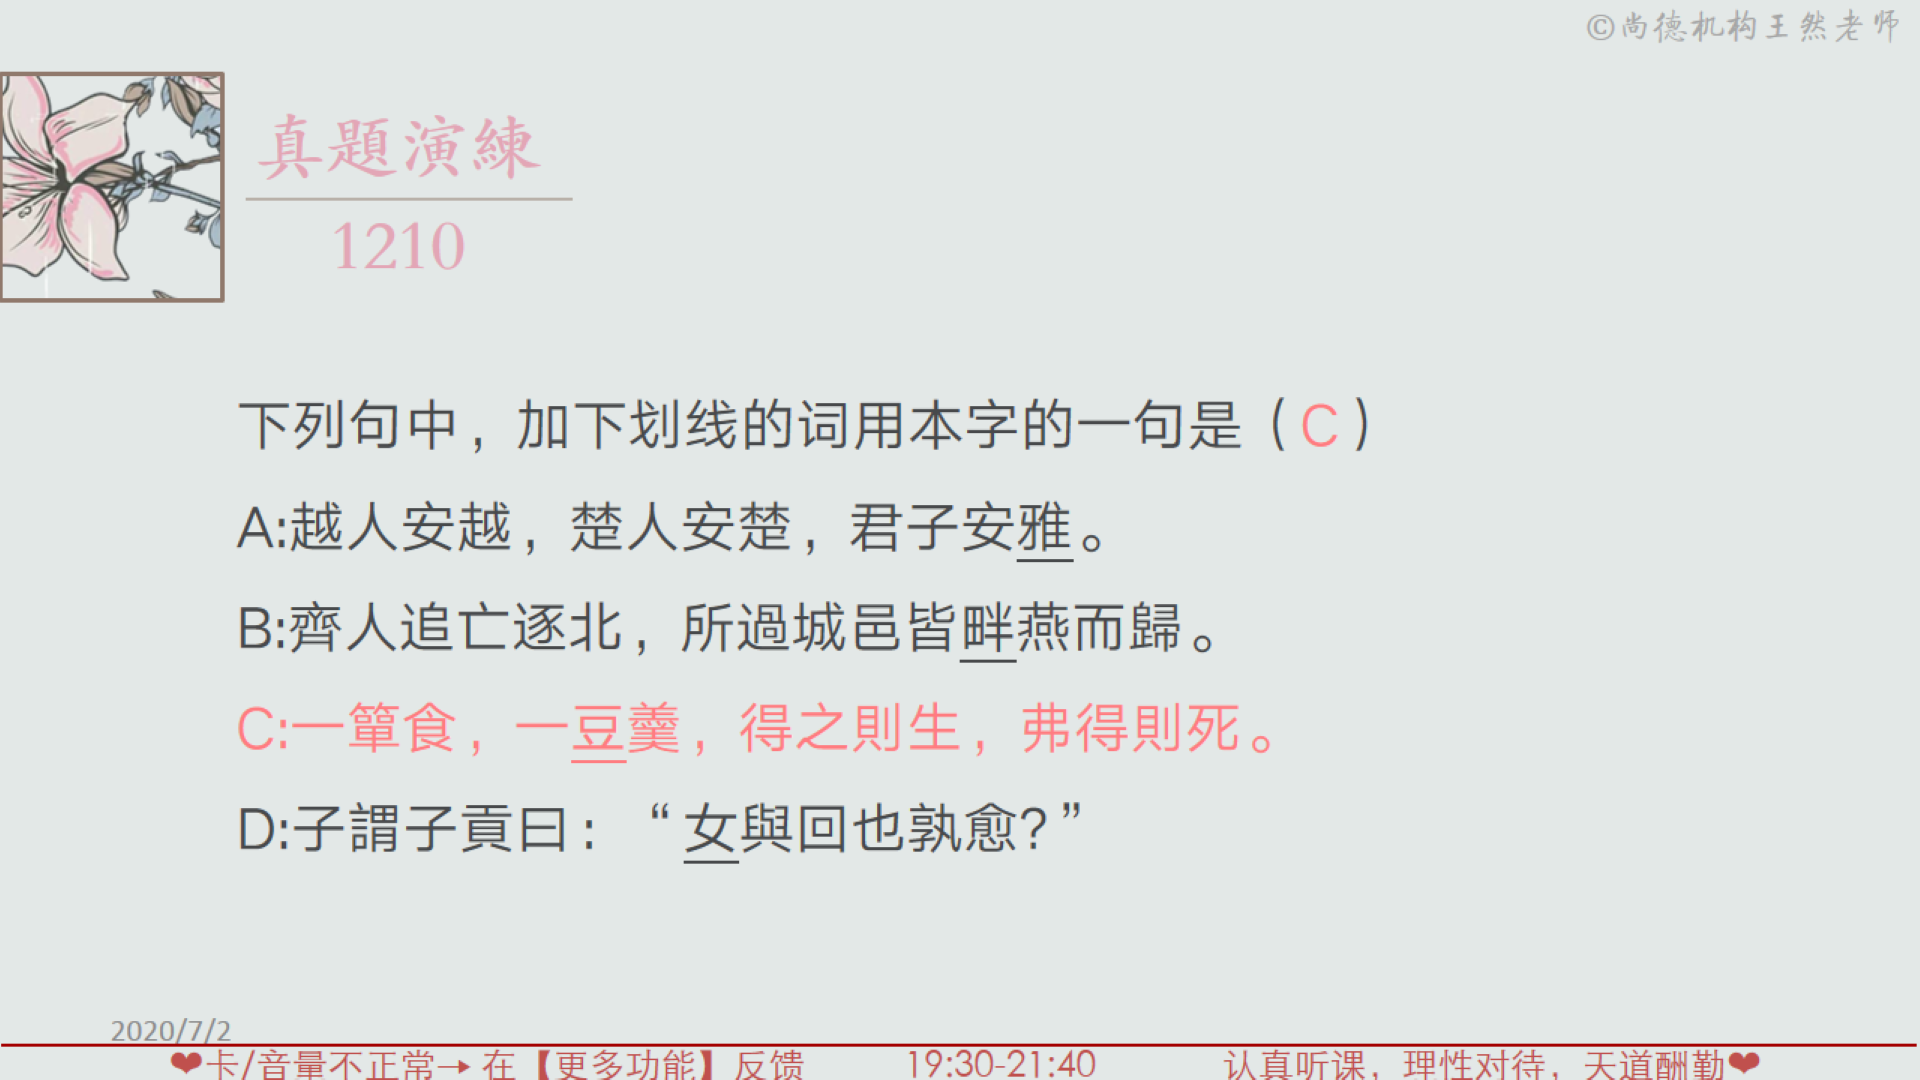 ©尚德机构王然老师
真題演練
1210
下列句中，加下划线的词用本字的一句是（C）
A:越人安越，楚人安楚，君子安雅。
B:齊人追亡逐北，所過城邑皆畔燕而歸。
C:一簞食，一豆羹，得之則生，弗得則死。
D:子謂子貢曰：“女與回也孰愈？”
2020/7/2
❤卡/音量不正常→ 在【更多功能】反馈 19:30-21:40 认真听课，理性对待，天道酬勤❤